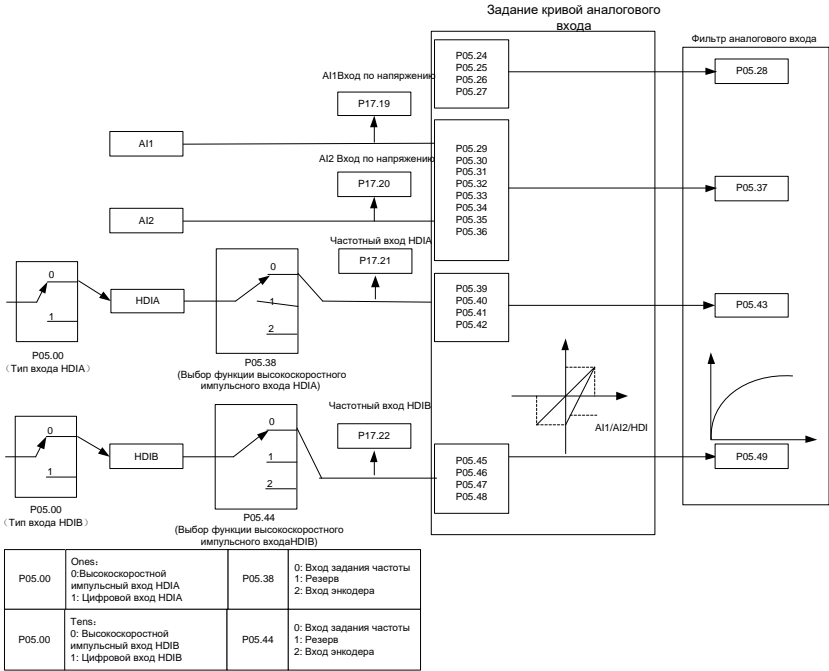 Задание кривой аналогового
входа
Фильтр аналогового входа
P05.24
P05.25
P05.26
P05.27
P05.28
AI1Вход по напяржению
P17.19
AI1
P05.29
P05.30
P05.31
P05.32
P05.33
P05.34
P05.35
P05.36
P05.37
AI2 Вход по напряжению
P17.20
AI2
Частотный вход HDIA
P17.21
0
1
HDIA
0
1
2
P05.39
P05.40
P05.41
P05.42
P05.43
P05.00
(Тип входа HDIA)
P05.38
(Выбор функции высокоскоростного
импульсного входа HDIA)
AI1/AI2/HDI
Частотный вход HDIB
P17.22
0
1
HDIB
0
1
2
P05.45
P05.46
P05.47
P05.48
P05.49
P05.00
(Тип входа HDIB)
P05.44
(Выбор функции высокоскоростного
импульсного входаHDIB)
P05.00
Ones:
0:Высокоскоростной
импульсный вход HDIA
1: Цифровой вход HDIA
P05.38
0: Вход задания частоты
1: Резерв
2: Вход энкодера
P05.00
Tens:
0: Высокоскоростной
импульсный вход HDIB
1: Цифровой вход HDIB
P05.44
0: Вход задания частоты
1: Резерв
2: Вход энкодера